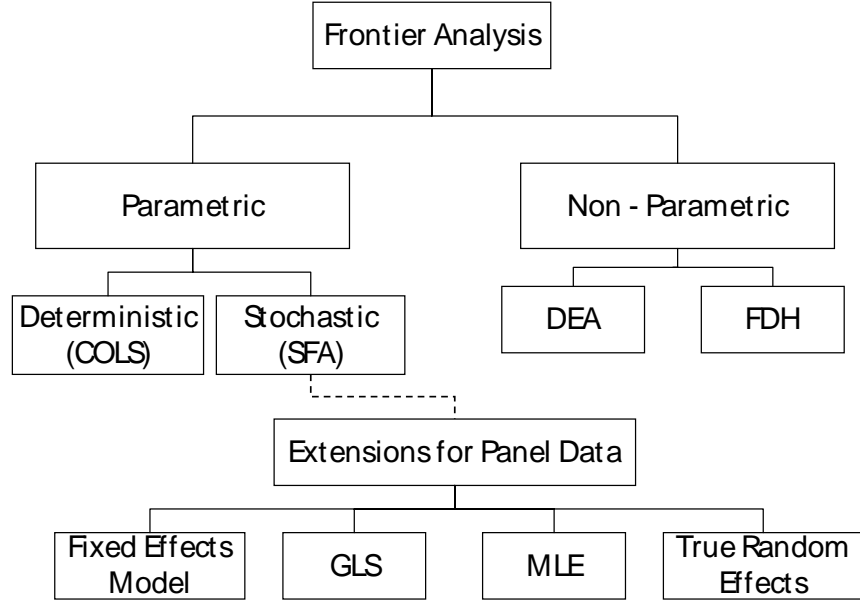 Frontier Analysis
Parametric
Non - Parametric
Deterministic
(COLS)
Stochastic
(SFA)
DEA
FDH
Extensions for Panel Data
Fixed Effects
Model
GLS
MLE
True Random
Effects